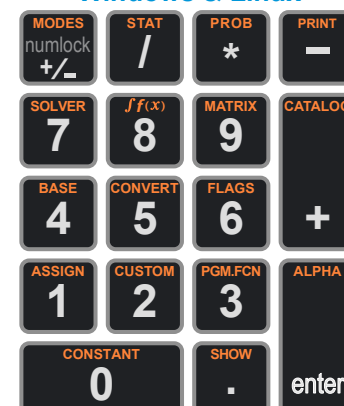 Windows & Linux
MODES STAT PROB PRINT
numlock
+/_ / * −
SOLVER ∫f(x) MATRIX CATALOG
7 8 9
BASE CONVERT FLAGS
4 5 6 +
ASSIGN CUSTOM PGM.FCN ALPHA
1 2 3
CONSTANT SHOW
0 . enter